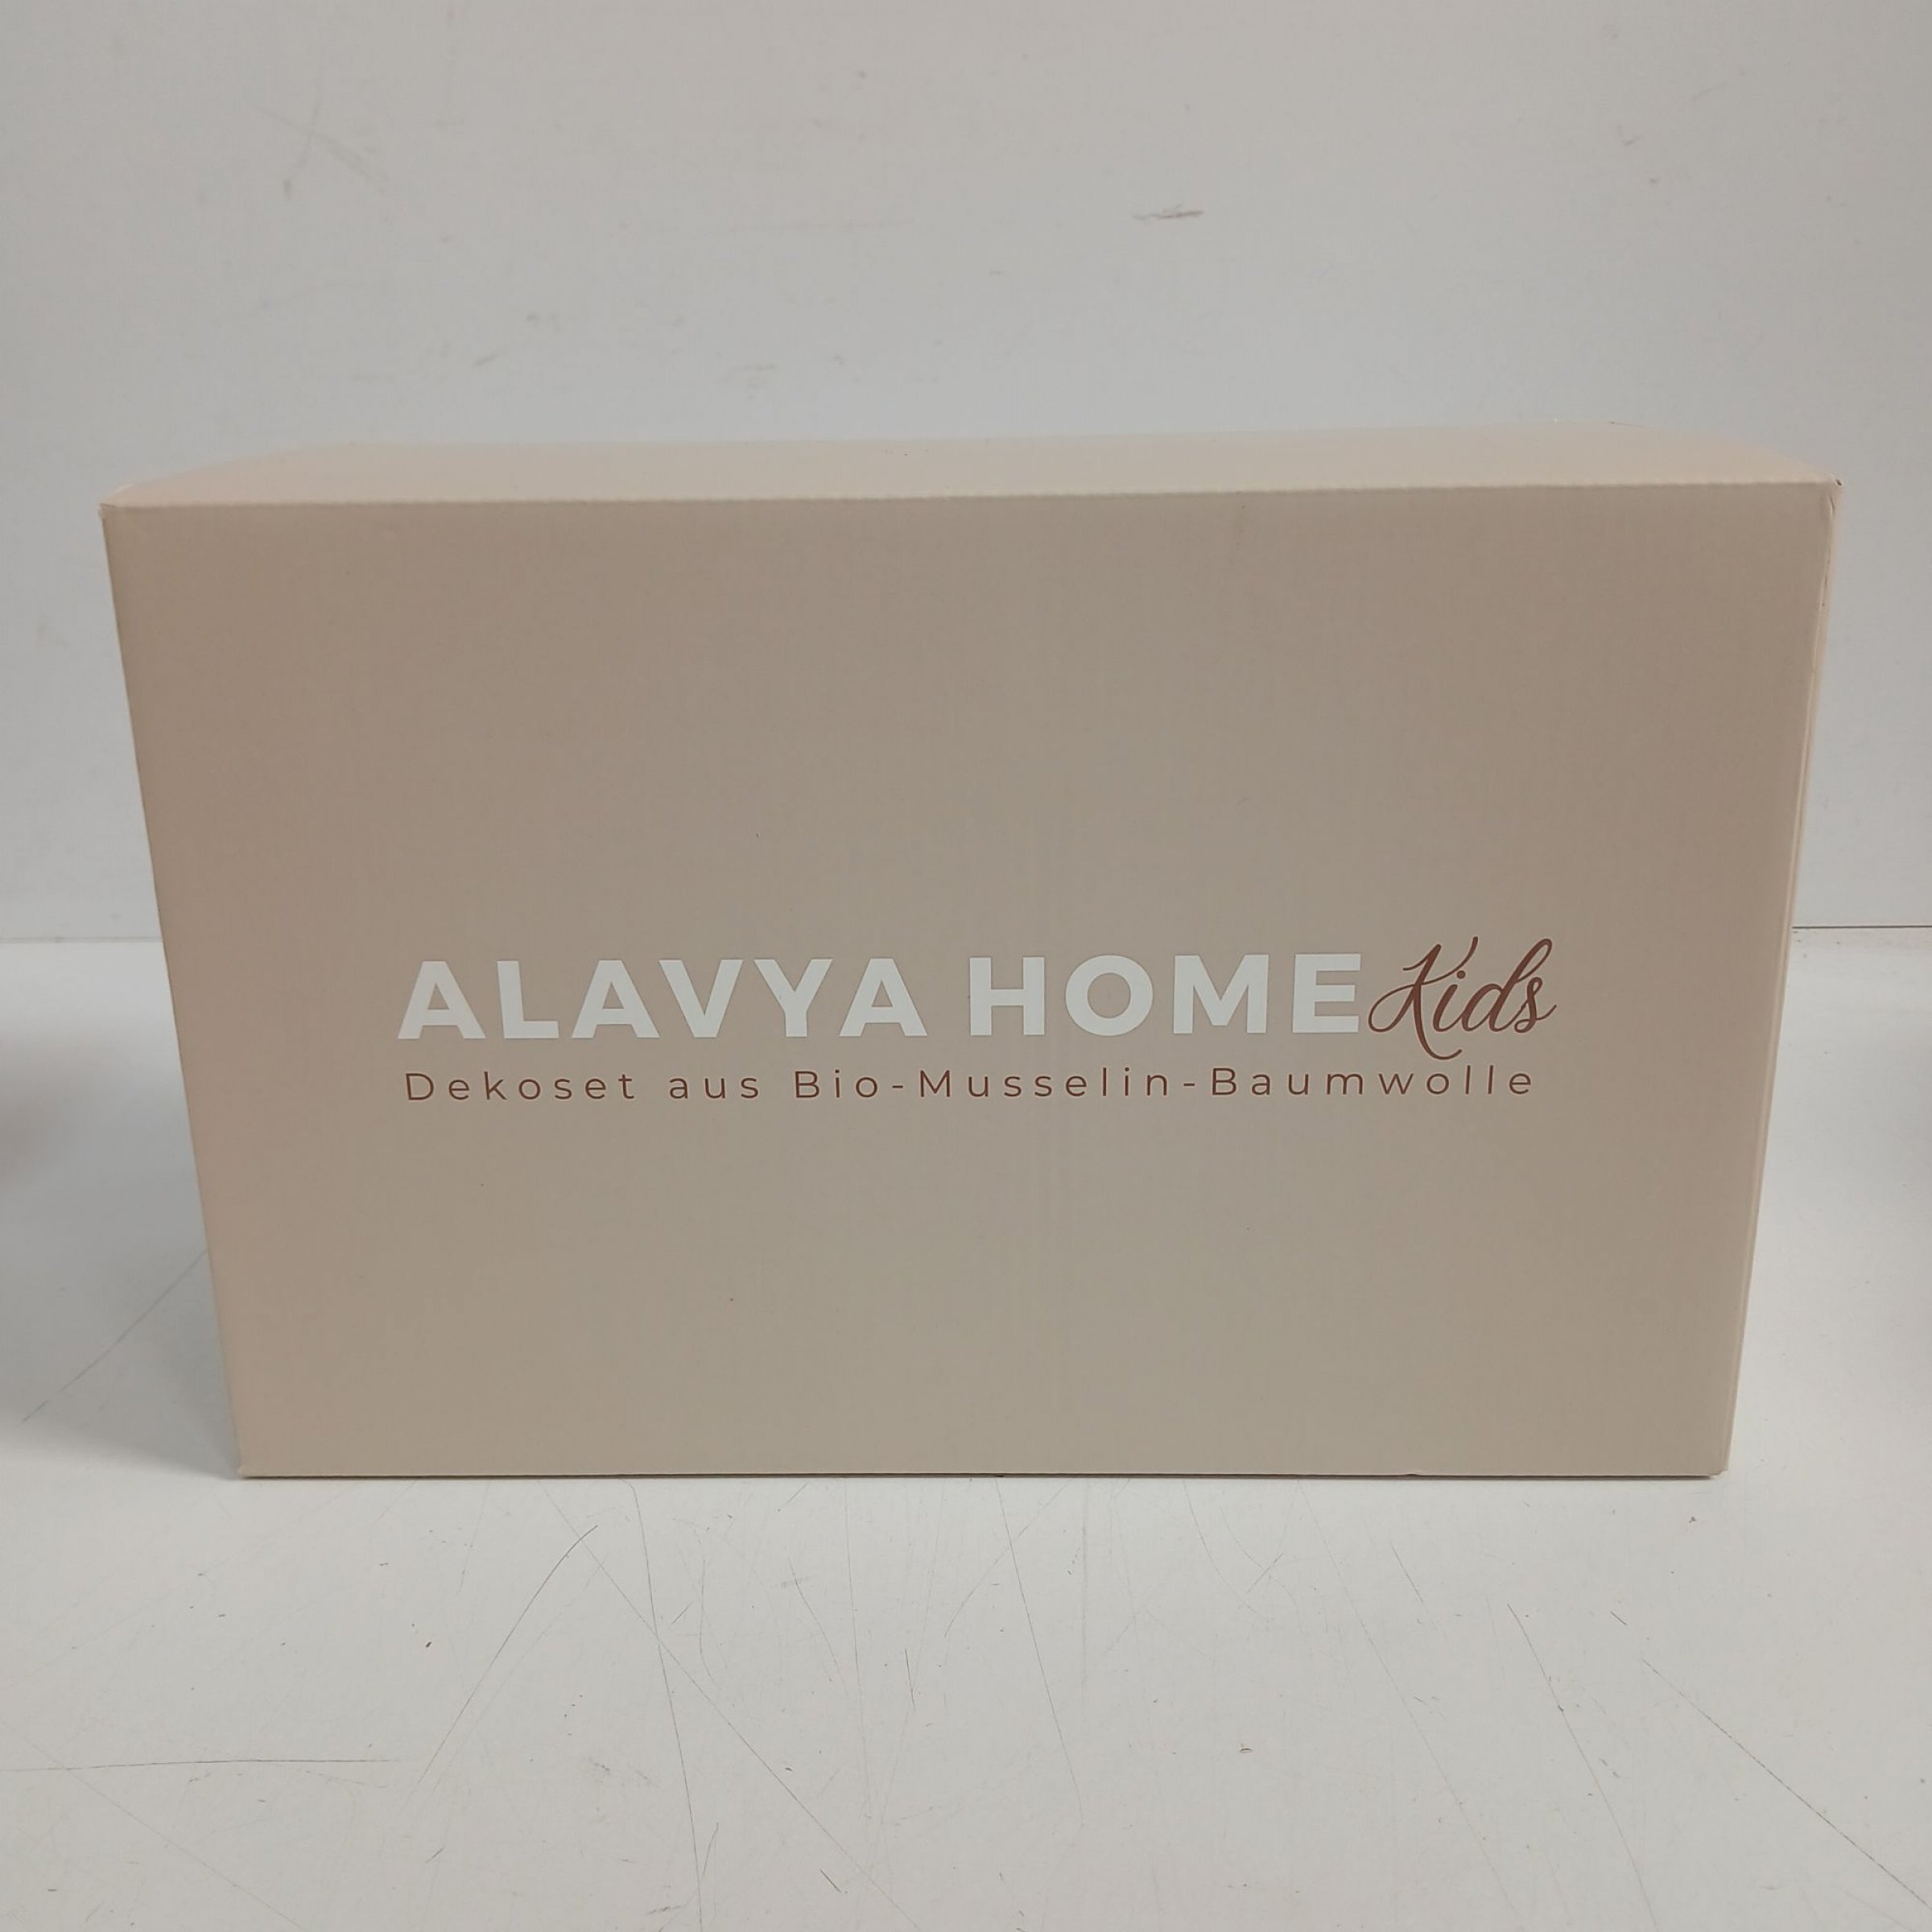 ALAVYA HOME Kids
Dekoset aus Bio-Musselin-Baumwolle